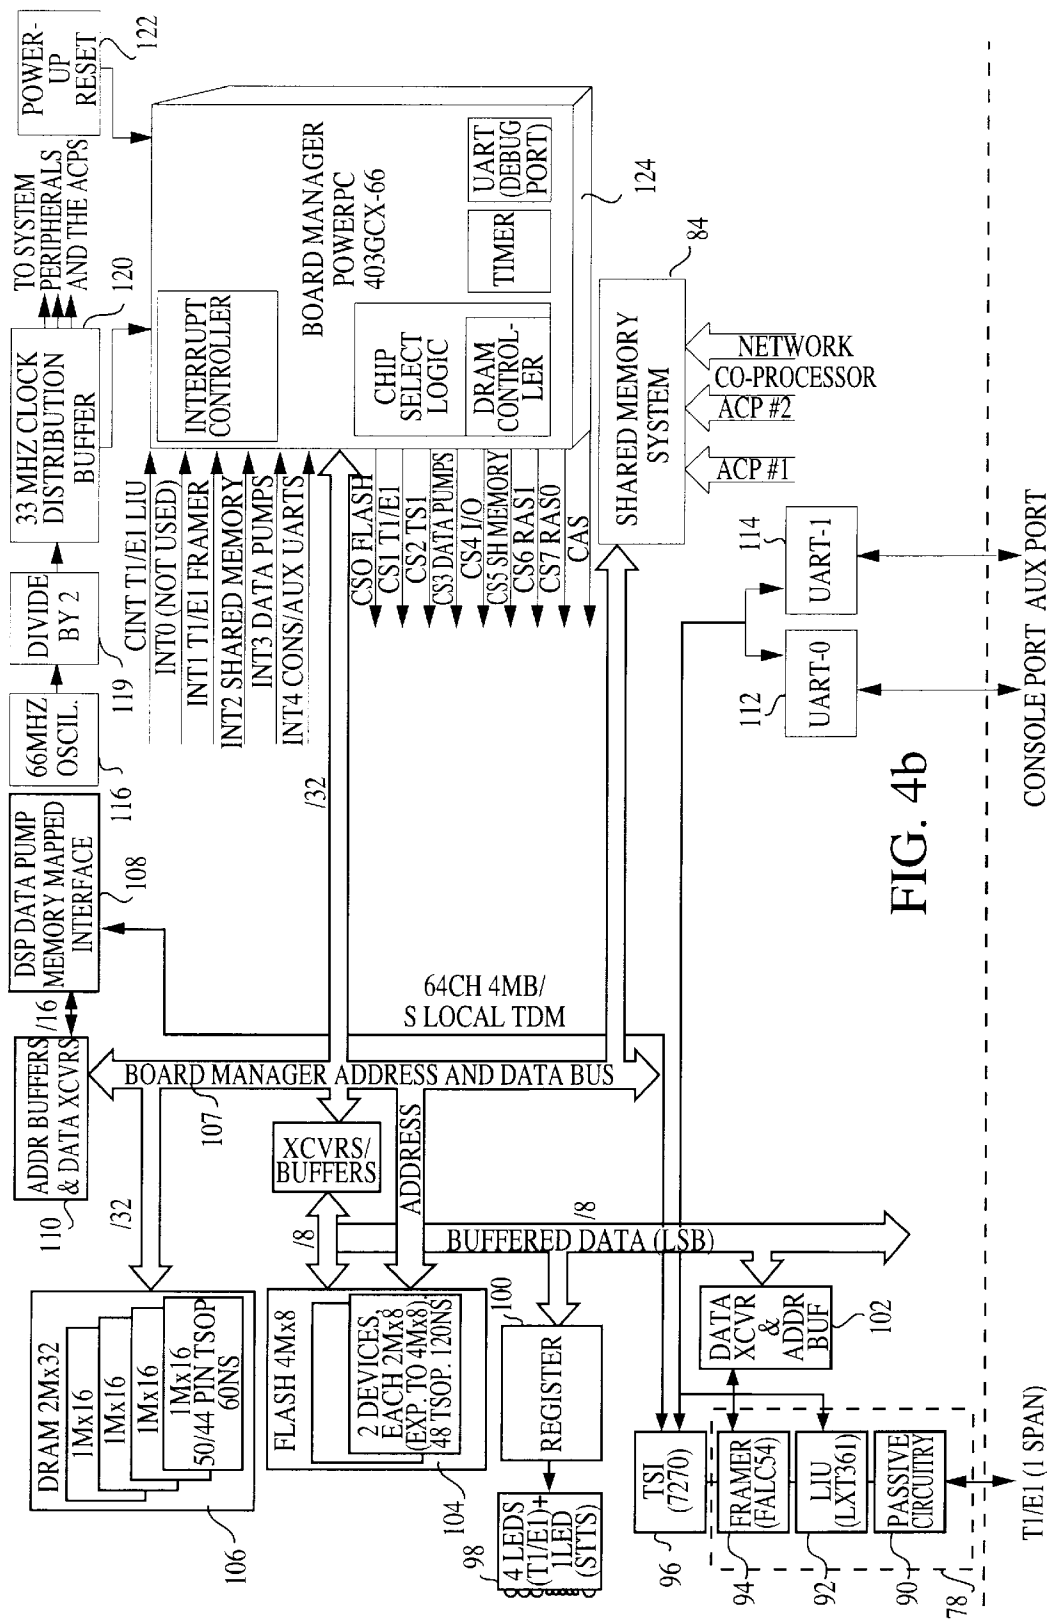 DRAM 2Mx32
1Mx16
1Mx16
1Mx16
1Mx16
50/44 PIN TSOP
60NS
106
/32
ADDR BUFFERS
& DATA XCVRS
110
/16
DSP DATA PUMP
MEMORY MAPPED
INTERFACE
108
66MHZ
OSCIL.
116
DIVIDE
BY 2
119
33 MHZ CLOCK
DISTRIBUTION
BUFFER
120
TO SYSTEM
PERIPHERALS
AND THE ACPS
POWER-
UP
RESET
122
CINT T1/E1 LIU
INT0 (NOT USED)
INT1 T1/E1 FRAMER
INT2 SHARED MEMORY
INT3 DATA PUMPS
INT4 CONS/AUX UARTS
INTERRUPT
CONTROLLER
BOARD MANAGER
POWERPC
403GCX-66
CHIP
SELECT
LOGIC
DRAM
CONTROL-
LER
TIMER
UART
(DEBUG
PORT)
124
/32
CSO FLASH
CS1 T1/E1
CS2 TS1
CS3 DATA PUMPS
CS4 I/O
CS5 SH MEMORY
CS6 RAS1
CS7 RAS0
CAS
BOARD MANAGER ADDRESS AND DATA BUS
107
64CH 4MB/
S LOCAL TDM
XCVRS/
BUFFERS
ADDRESS
/8
BUFFERED DATA (LSB)
/8
FLASH 4Mx8
2 DEVICES,
EACH 2Mx8
(EXP. TO 4Mx8)
48 TSOP. 120NS
104
REGISTER
100
4 LEDS
(T1/E1)+
1LED
(STTS)
98
SHARED MEMORY
SYSTEM
84
ACP #1
ACP #2
NETWORK
CO-PROCESSOR
TSI
(7270)
96
FRAMER
(FALC54)
94
LIU
(LXT361)
92
PASSIVE
CIRCUITRY
90
78
DATA
XCVR
&
ADDR
BUF
102
UART-0
112
UART-1
114
FIG. 4b
T1/E1 (1 SPAN)
CONSOLE PORT
AUX PORT